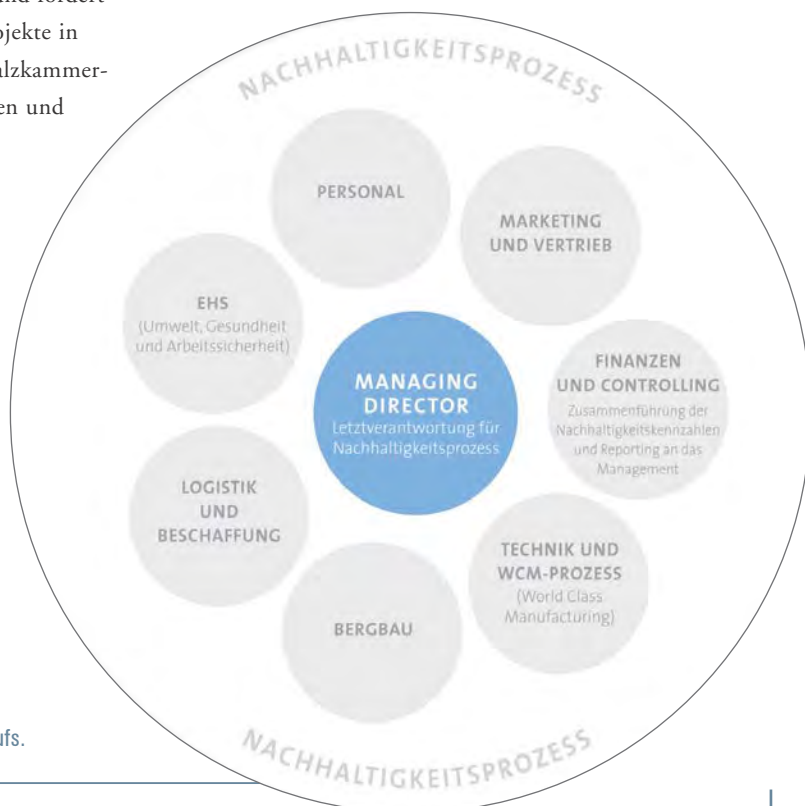 und fördert
ojekte in
alzkammer-
en und
NACHHALTIGKEITSPROZESS
PERSONAL
MARKETING
UND VERTRIEB
EHS
(Umwelt, Gesundheit
und Arbeitssicherheit)
MANAGING
DIRECTOR
Letztverantwortung für
Nachhaltigkeitsprozess
FINANZEN
UND CONTROLLING
Zusammenführung der
Nachhaltigkeitskennzahlen
und Reporting an das
Management
LOGISTIK
UND
BESCHAFFUNG
TECHNIK UND
WCM-PROZESS
(World Class
Manufacturing)
BERGBAU
ufs.
NACHHALTIGKEITSPROZESS